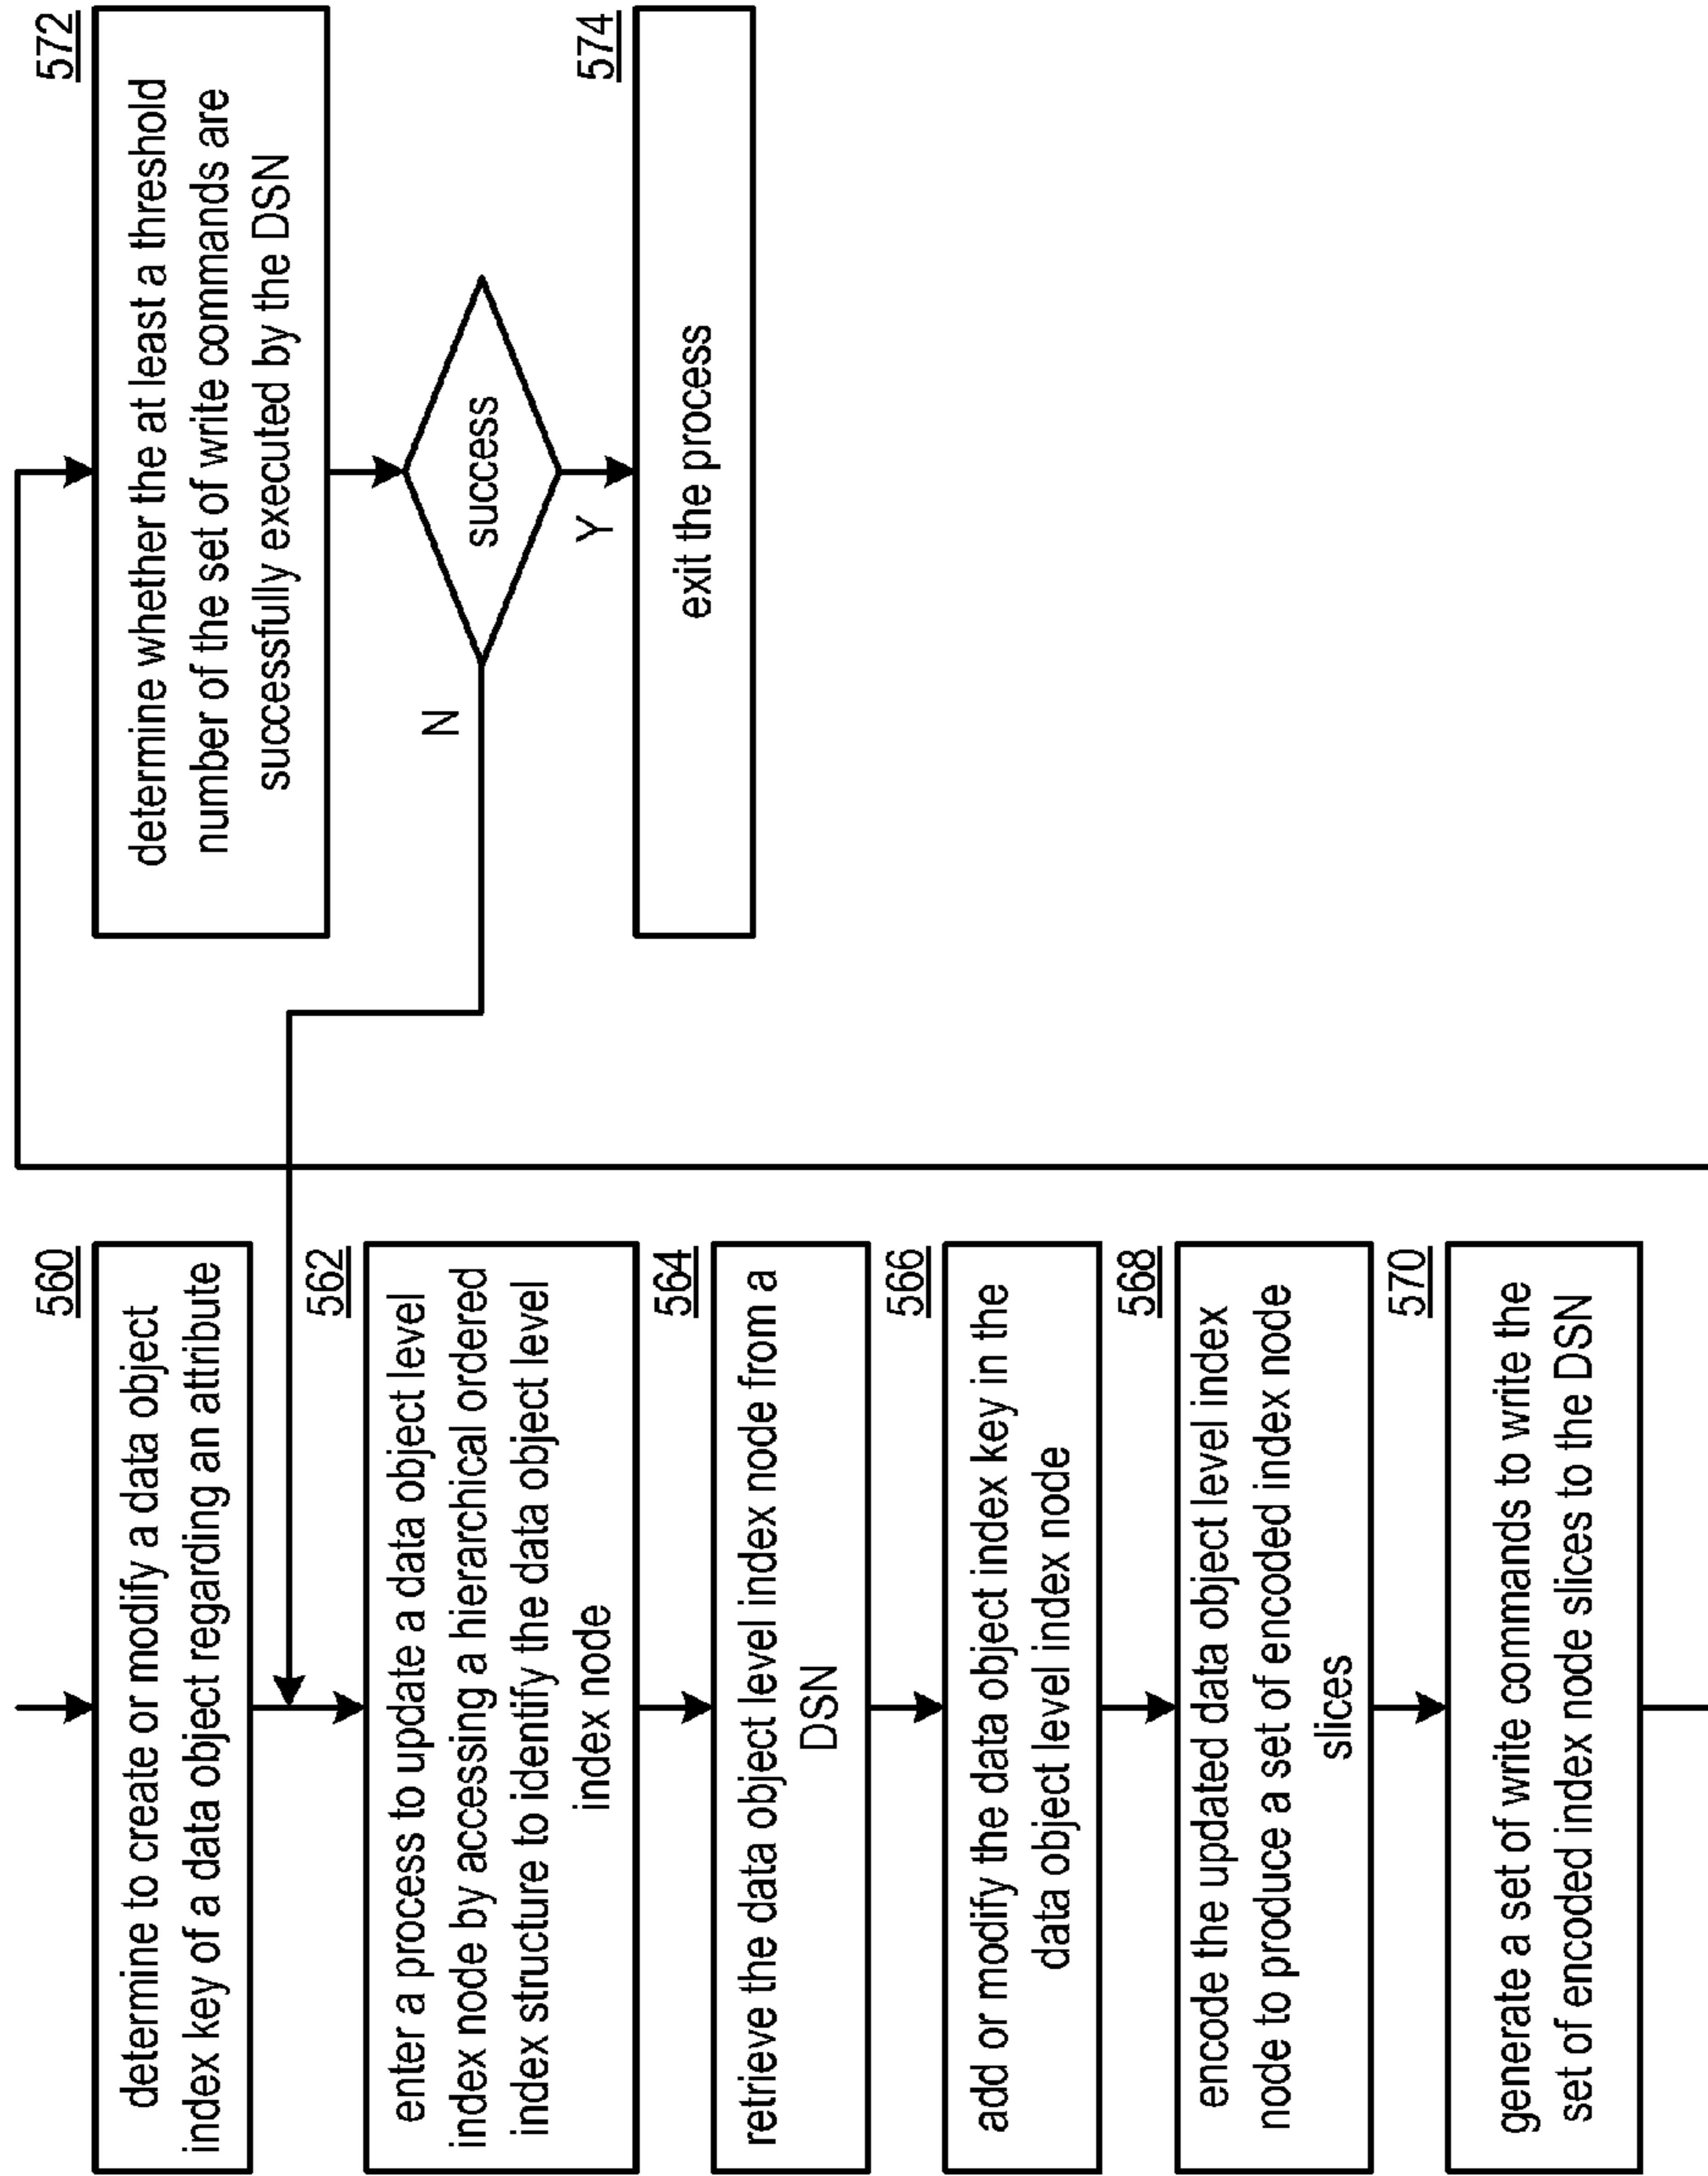 560
determine to create or modify a data object
index key of a data object regarding an attribute
562
enter a process to update a data object level
index node by accessing a hierarchical ordered
index structure to identify the data object level
index node
564
retrieve the data object level index node from a
DSN
566
add or modify the data object index key in the
data object level index node
568
encode the updated data object level index
node to produce a set of encoded index node
slices
570
generate a set of write commands to write the
set of encoded index node slices to the DSN
572
determine whether the at least a threshold
number of the set of write commands are
successfully executed by the DSN
success
N
Y
574
exit the process